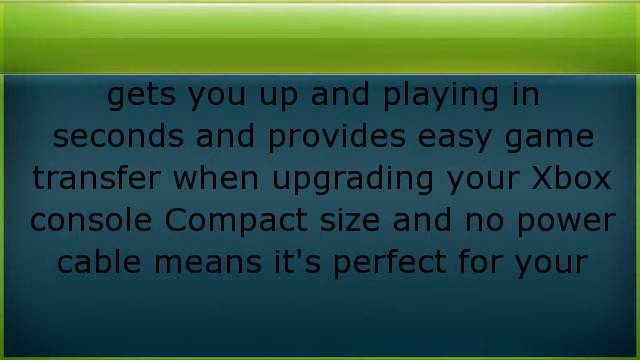 gets you up and playing in
seconds and provides easy game
transfer when upgrading your Xbox
console Compact size and no power
cable means it's perfect for your